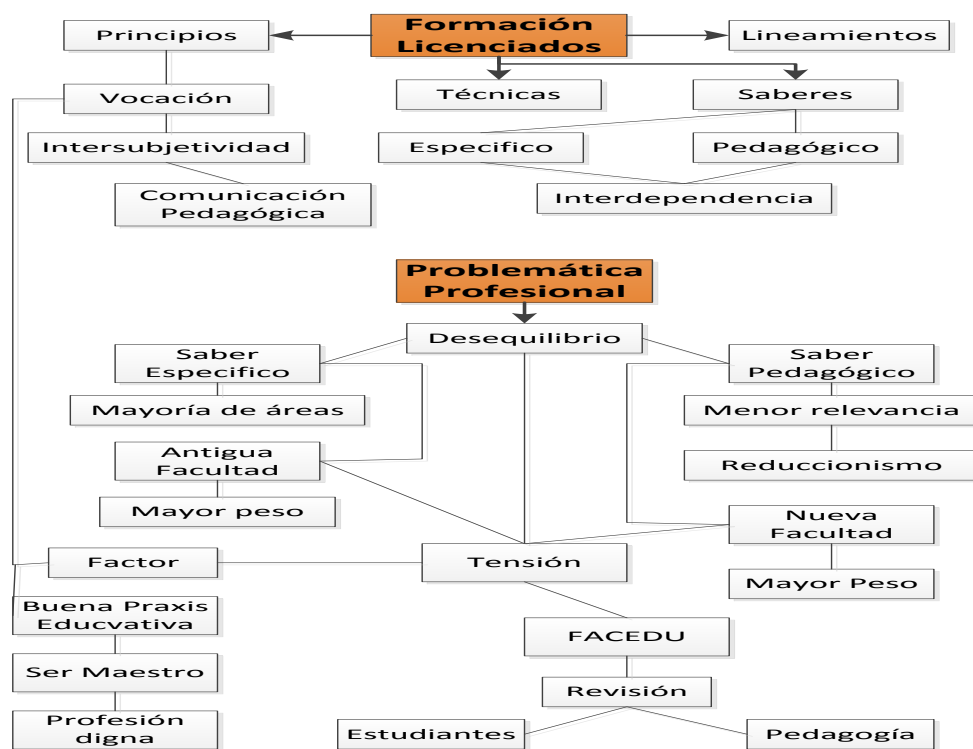 Principios
Formación
Licenciados
Lineamientos
Vocación
Técnicas
Saberes
Intersubjetividad
Especifico
Pedagógico
Comunicación
Pedagógica
Interdependencia
Problemática
Profesional
Desequilibrio
Saber
Especifico
Saber
Pedagógico
Mayoría de áreas
Menor relevancia
Antigua
Facultad
Reduccionismo
Mayor peso
Nueva
Facultad
Factor
Tensión
Mayor Peso
Buena Praxis
Educvativa
FACEDU
Ser Maestro
Revisión
Profesión
digna
Estudiantes
Pedagogía